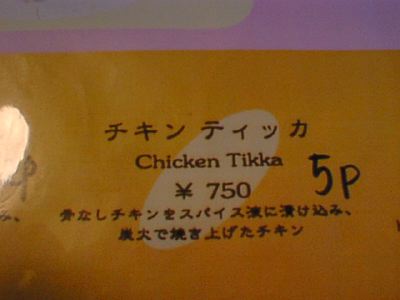 チキン ティッカ
Chicken Tikka
¥ 750 5P
骨なしチキンをスパイス液に漬け込み、
炭火で焼き上げたチキン